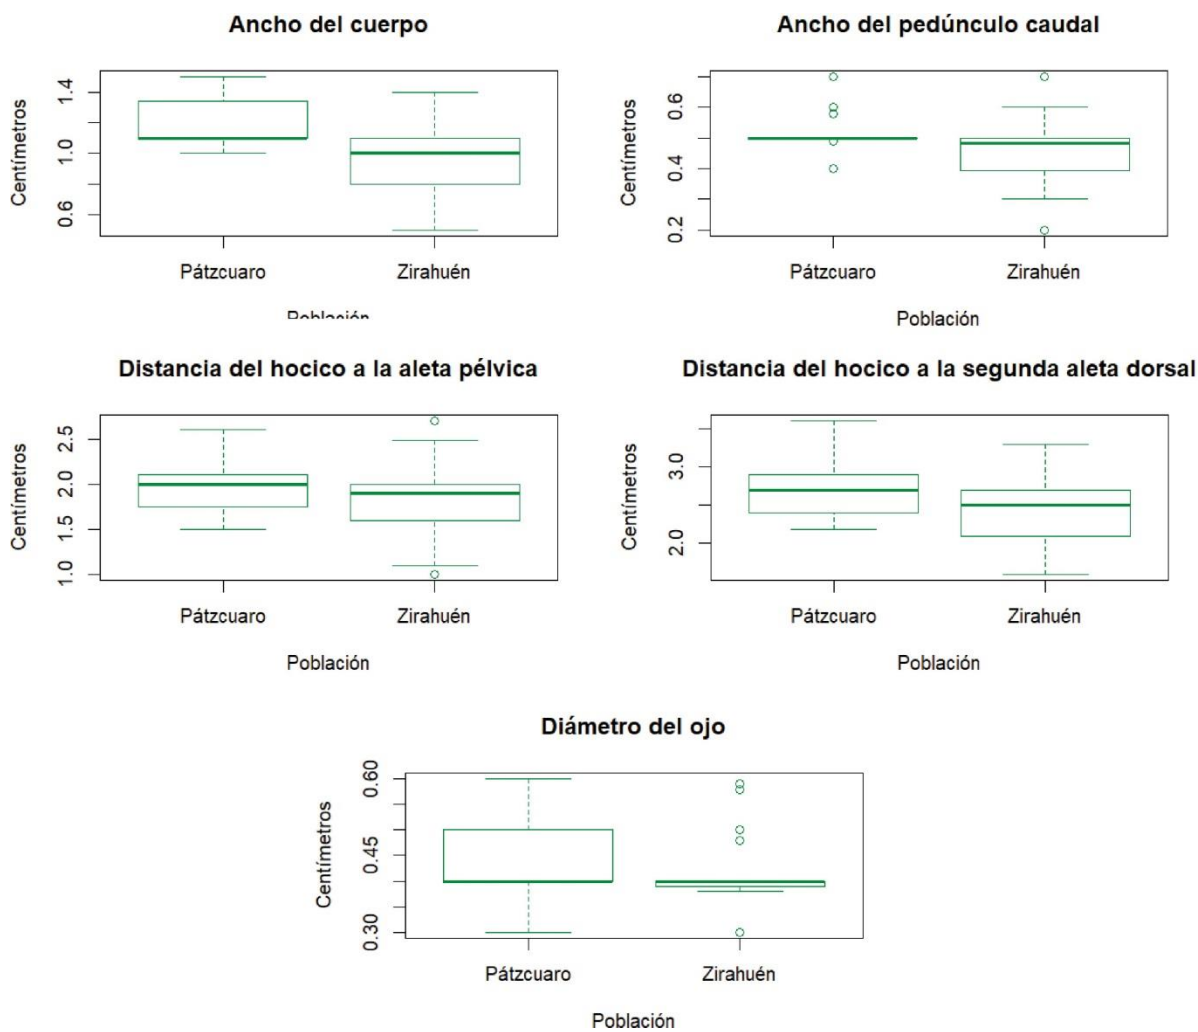 Ancho del cuerpo
Centímetros
1.4
1.0
0.6
Pátzcuaro
Zirahuén
Población
Ancho del pedúnculo caudal
Centímetros
0.6
0.4
0.2
Pátzcuaro
Zirahuén
Población
Distancia del hocico a la aleta pélvica
Centímetros
2.5
2.0
1.5
1.0
Pátzcuaro
Zirahuén
Población
Distancia del hocico a la segunda aleta dorsal
Centímetros
3.0
2.0
Pátzcuaro
Zirahuén
Población
Diámetro del ojo
Centímetros
0.60
0.45
0.30
Pátzcuaro
Zirahuén
Población